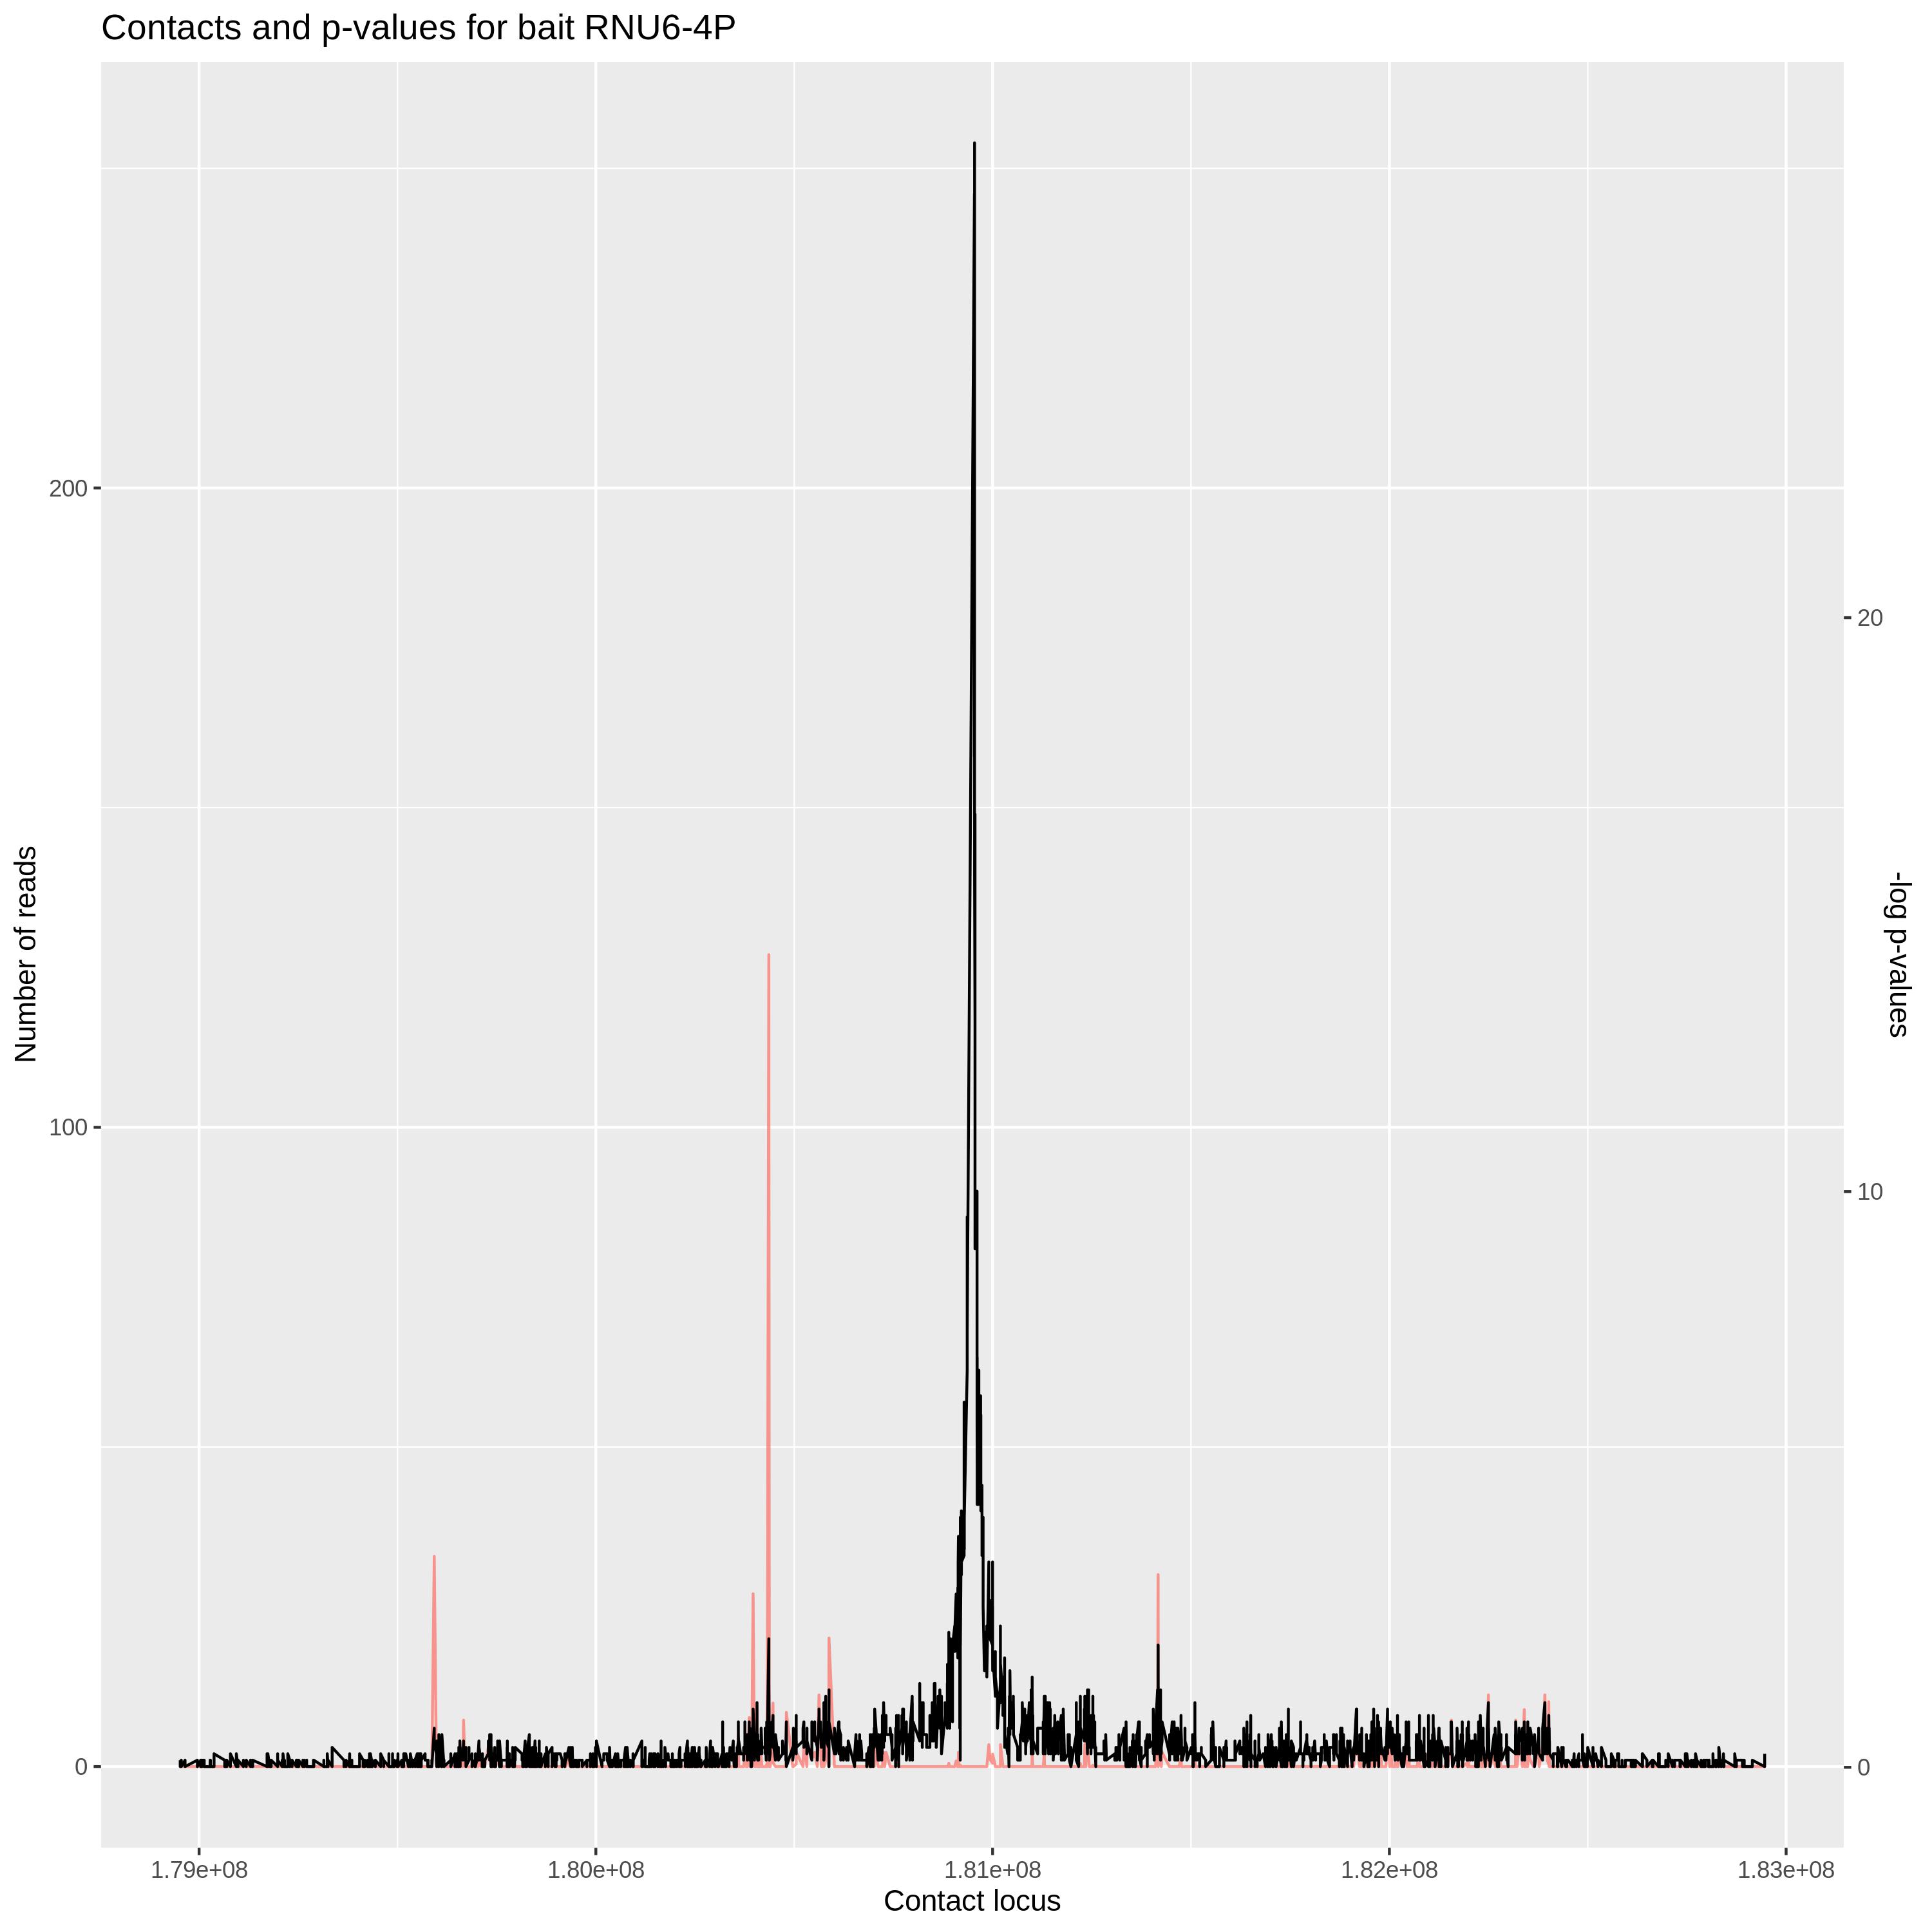 Contacts and p-values for bait RNU6-4P
Number of reads
200
100
0
20
10
0
-log p-values
1.79e+08
1.80e+08
1.81e+08
1.82e+08
1.83e+08
Contact locus